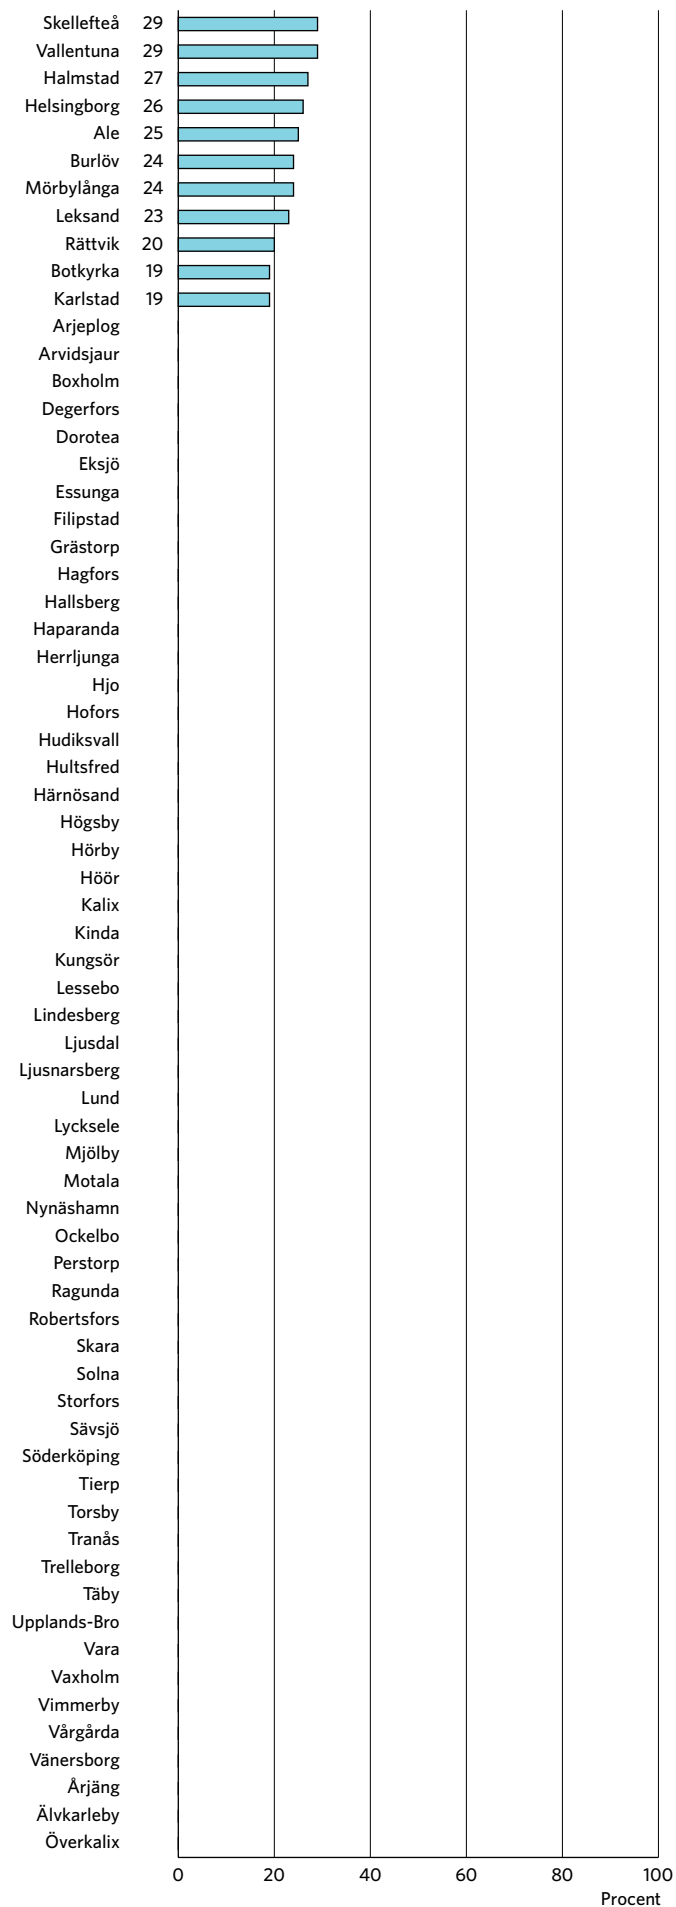 Skellefteå 29
Vallentuna 29
Halmstad 27
Helsingborg 26
Ale 25
Burlöv 24
Mörbylånga 24
Leksand 23
Rättvik 20
Botkyrka 19
Karlstad 19
Arjeplog
Arvidsjaur
Boxholm
Degerfors
Dorotea
Eksjö
Essunga
Filipstad
Grästorp
Hagfors
Hallsberg
Haparanda
Herrljunga
Hjo
Hofors
Hudiksvall
Hultsfred
Härnösand
Högsby
Hörby
Höör
Kalix
Kinda
Kungsör
Lessebo
Lindesberg
Ljusdal
Ljusnarsberg
Lund
Lycksele
Mjölby
Motala
Nynäshamn
Ockelbo
Perstorp
Ragunda
Robertsfors
Skara
Solna
Storfors
Sävsjö
Söderköping
Tierp
Torsby
Tranås
Trelleborg
Täby
Upplands-Bro
Vara
Vaxholm
Vimmerby
Vårgårda
Vänersborg
Årjäng
Älvkarleby
Överkalix
0 20 40 60 80 100
Procent